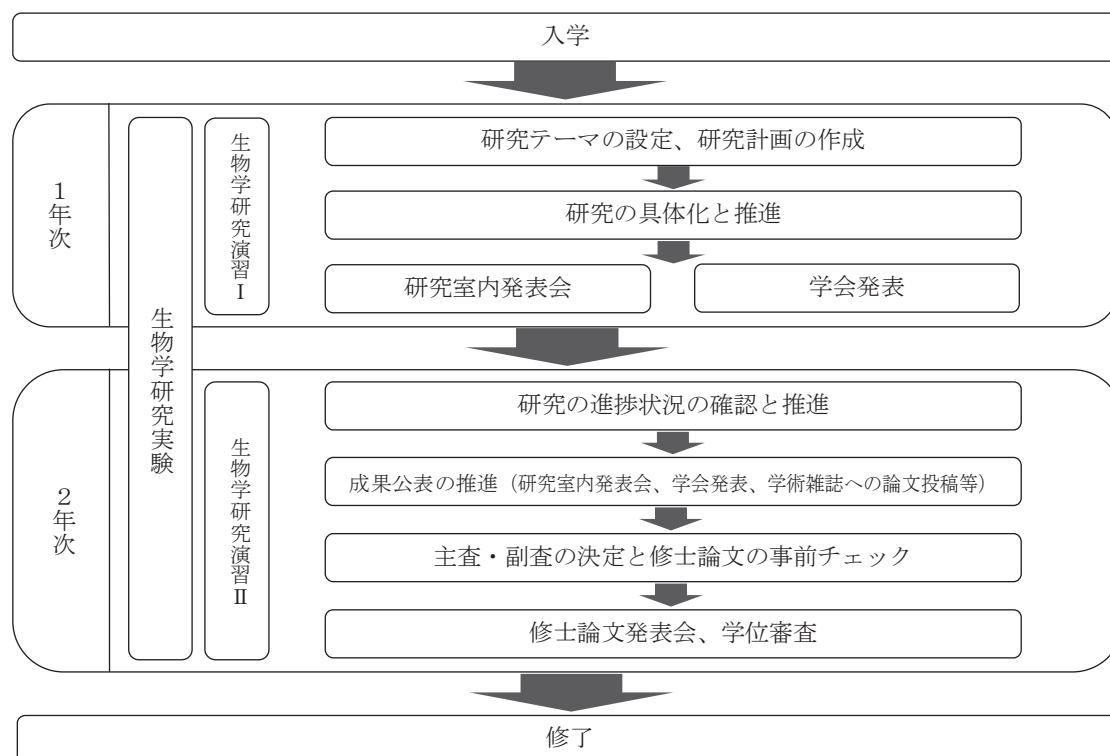 入学
1年次
生物学研究実験
生物学研究演習Ⅰ
研究テーマの設定、研究計画の作成
研究の具体化と推進
研究室内発表会
学会発表
2年次
生物学研究演習Ⅱ
研究の進捗状況の確認と推進
成果公表の推進（研究室内発表会、学会発表、学術雑誌への論文投稿等）
主査・副査の決定と修士論文の事前チェック
修士論文発表会、学位審査
修了